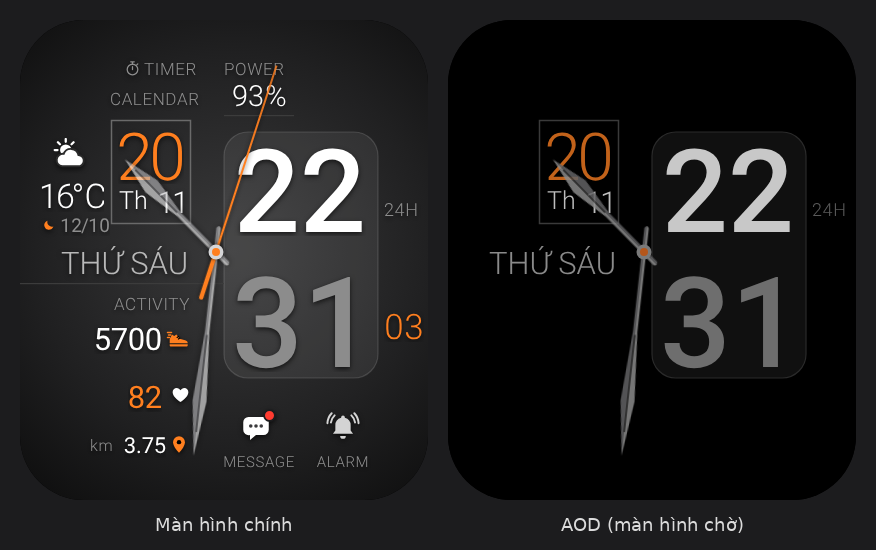 TIMER
POWER
CALENDAR
93%
20
Th 11
16°C
12/10
THỨ SÁU
22
24H
31
03
ACTIVITY
5700
82
km 3.75
MESSAGE
ALARM
Màn hình chính
20
Th 11
THỨ SÁU
22
24H
31
AOD (màn hình chờ)